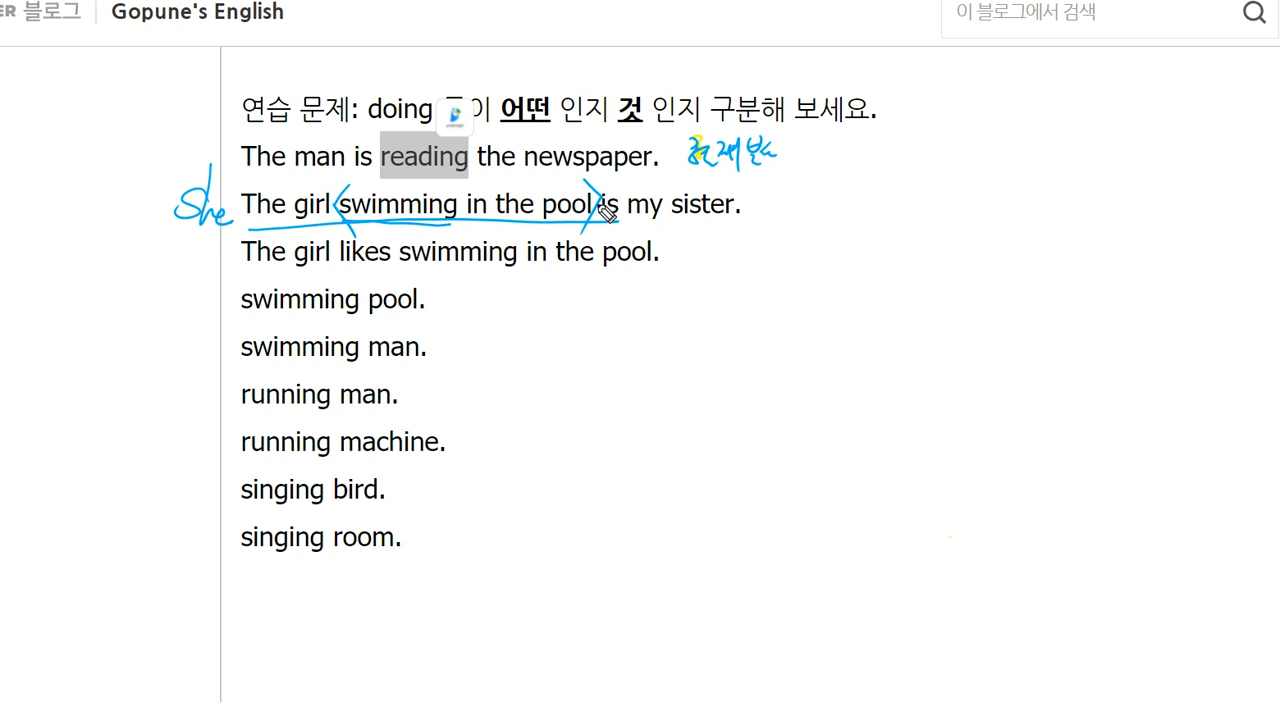 ER 블로그 Gopune's English 이 블로그에서 검색
연습 문제: doing 이 어떤 인지 것 인지 구분해 보세요.
The man is reading the newspaper. 현재분사
She The girl swimming in the pool is my sister.
The girl likes swimming in the pool.
swimming pool.
swimming man.
running man.
running machine.
singing bird.
singing room.